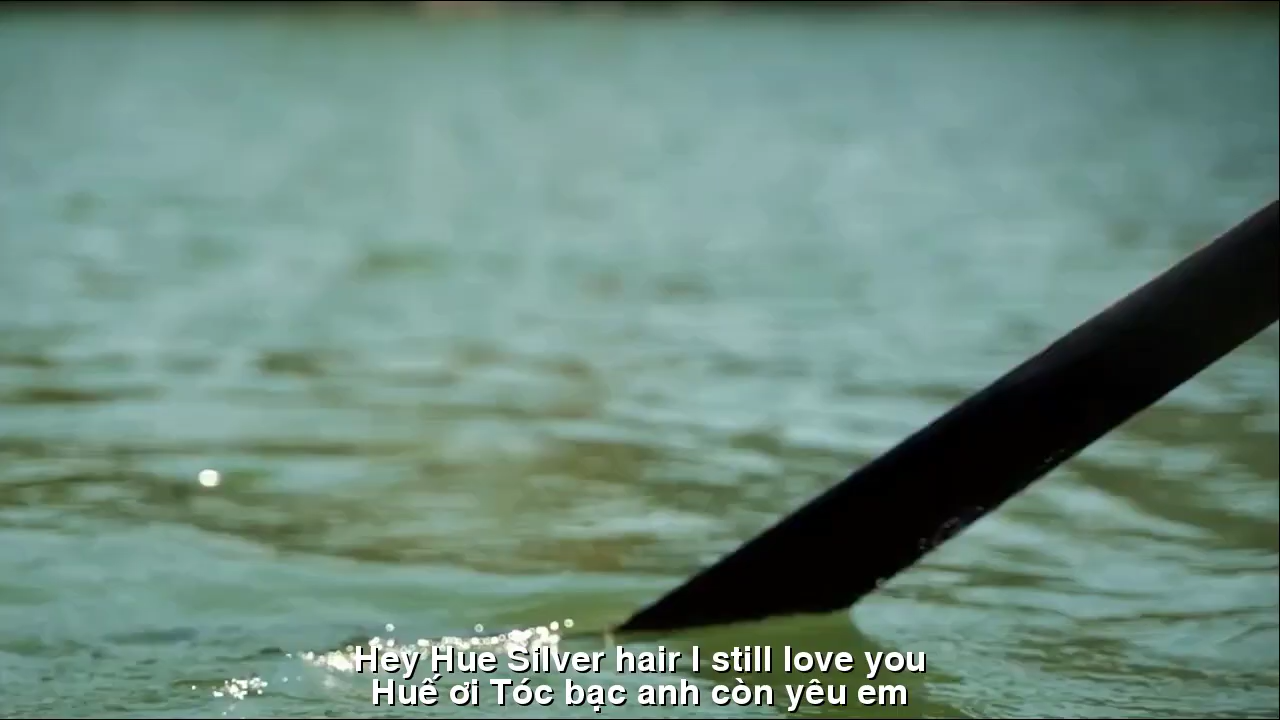 Hey Hue Silver hair I still love you
Huế ơi Tóc bạc anh còn yêu em